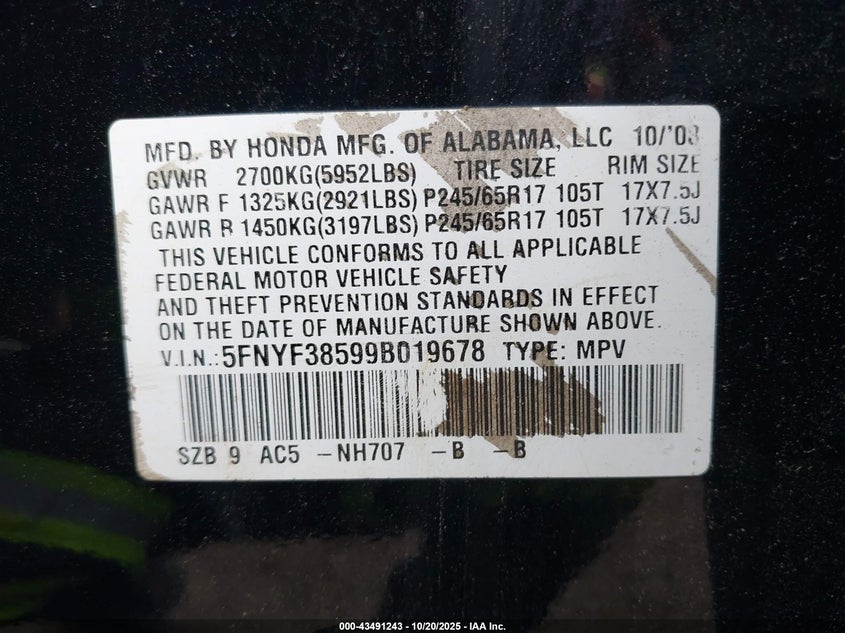 MFD. BY HONDA MFG. OF ALABAMA, LLC 10/'08
GVWR 2700KG(5952LBS) TIRE SIZE RIM SIZE
GAWR F 1325KG(2921LBS) P245/65R17 105T 17X7.5J
GAWR R 1450KG(3197LBS) P245/65R17 105T 17X7.5J
THIS VEHICLE CONFORMS TO ALL APPLICABLE
FEDERAL MOTOR VEHICLE SAFETY
AND THEFT PREVENTION STANDARDS IN EFFECT
ON THE DATE OF MANUFACTURE SHOWN ABOVE.
V.I.N.: 5FNYF38599B019678 TYPE: MPV
SZB 9 AC5 -NH707 -B -B
000-43491243 - 10/20/2025 - IAA Inc.